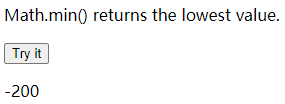 Math.min() returns the lowest value.
Try it
-200